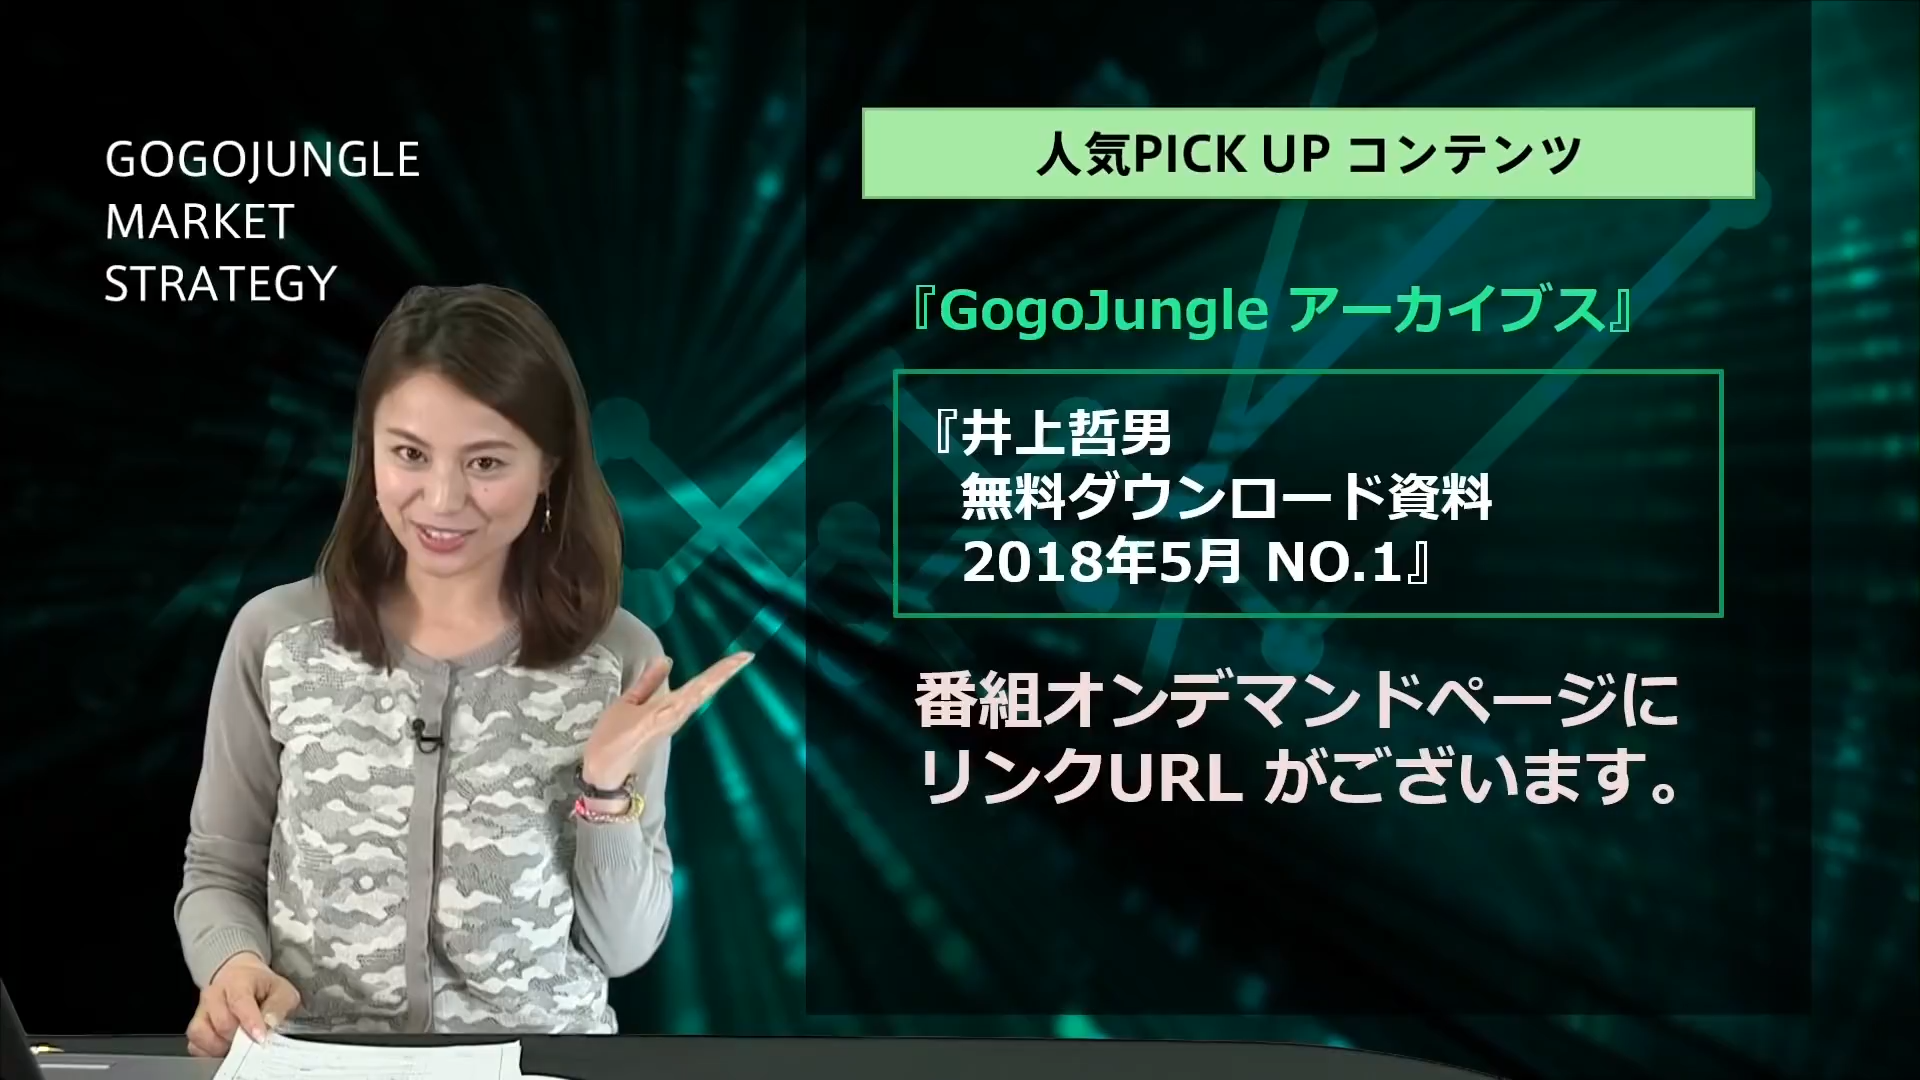 GOGOJUNGLE
MARKET
STRATEGY
人気PICK UP コンテンツ
『GogoJungle アーカイブス』
『井上哲男
無料ダウンロード資料
2018年5月 NO.1』
番組オンデマンドページに
リンクURL がございます。